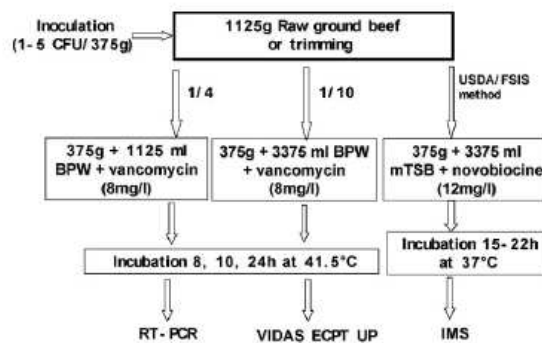 Inoculation
(1-5 CFU/375g)
1125g Raw ground beef
or trimming
1/4
1/10
USDA/FSIS
method
375g + 1125 ml
BPW + vancomycin
(8mg/l)
375g + 3375 ml BPW
+ vancomycin
(8mg/l)
375g + 3375 ml
mTSB + novobiocine
(12mg/l)
Incubation 8, 10, 24h at 41.5°C
Incubation 15-22h
at 37°C
RT-PCR
VIDAS ECPT UP
IMS